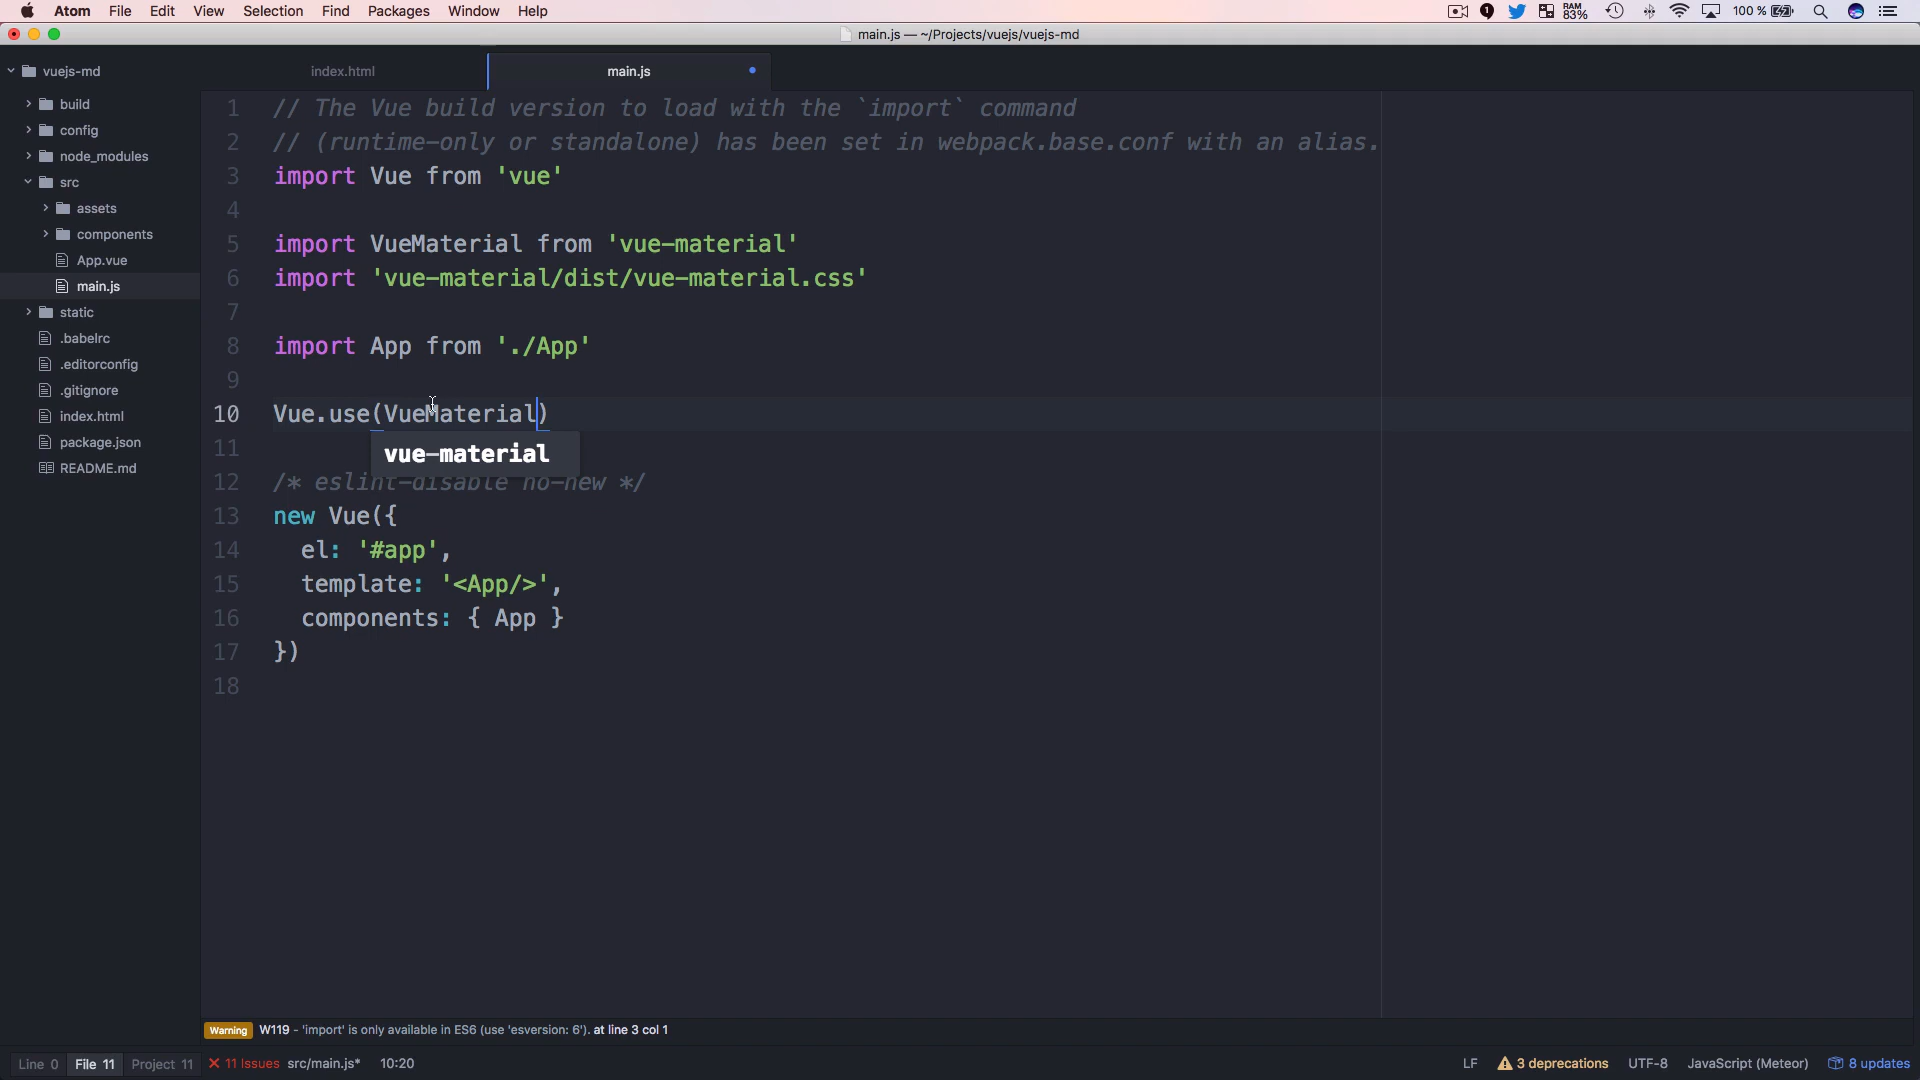 Atom File Edit View Selection Find Packages Window Help RAM 83% 100 %
main.js — ~/Projects/vuejs/vuejs-md
vuejs-md
build
config
node_modules
src
assets
components
App.vue
main.js
static
.babelrc
.editorconfig
.gitignore
index.html
package.json
README.md
index.html main.js
1 // The Vue build version to load with the `import` command
2 // (runtime-only or standalone) has been set in webpack.base.conf with an alias.
3 import Vue from 'vue'
4
5 import VueMaterial from 'vue-material'
6 import 'vue-material/dist/vue-material.css'
7
8 import App from './App'
9
10 Vue.use(VueMaterial)
11 vue-material
12 /* eslint-disable no-new */
13 new Vue({
14 el: '#app',
15 template: '<App/>',
16 components: { App }
17 })
18
Warning W119 - 'import' is only available in ES6 (use 'esversion: 6'). at line 3 col 1
Line 0 File 11 Project 11 11 Issues src/main.js* 10:20 LF 3 deprecations UTF-8 JavaScript (Meteor) 8 updates